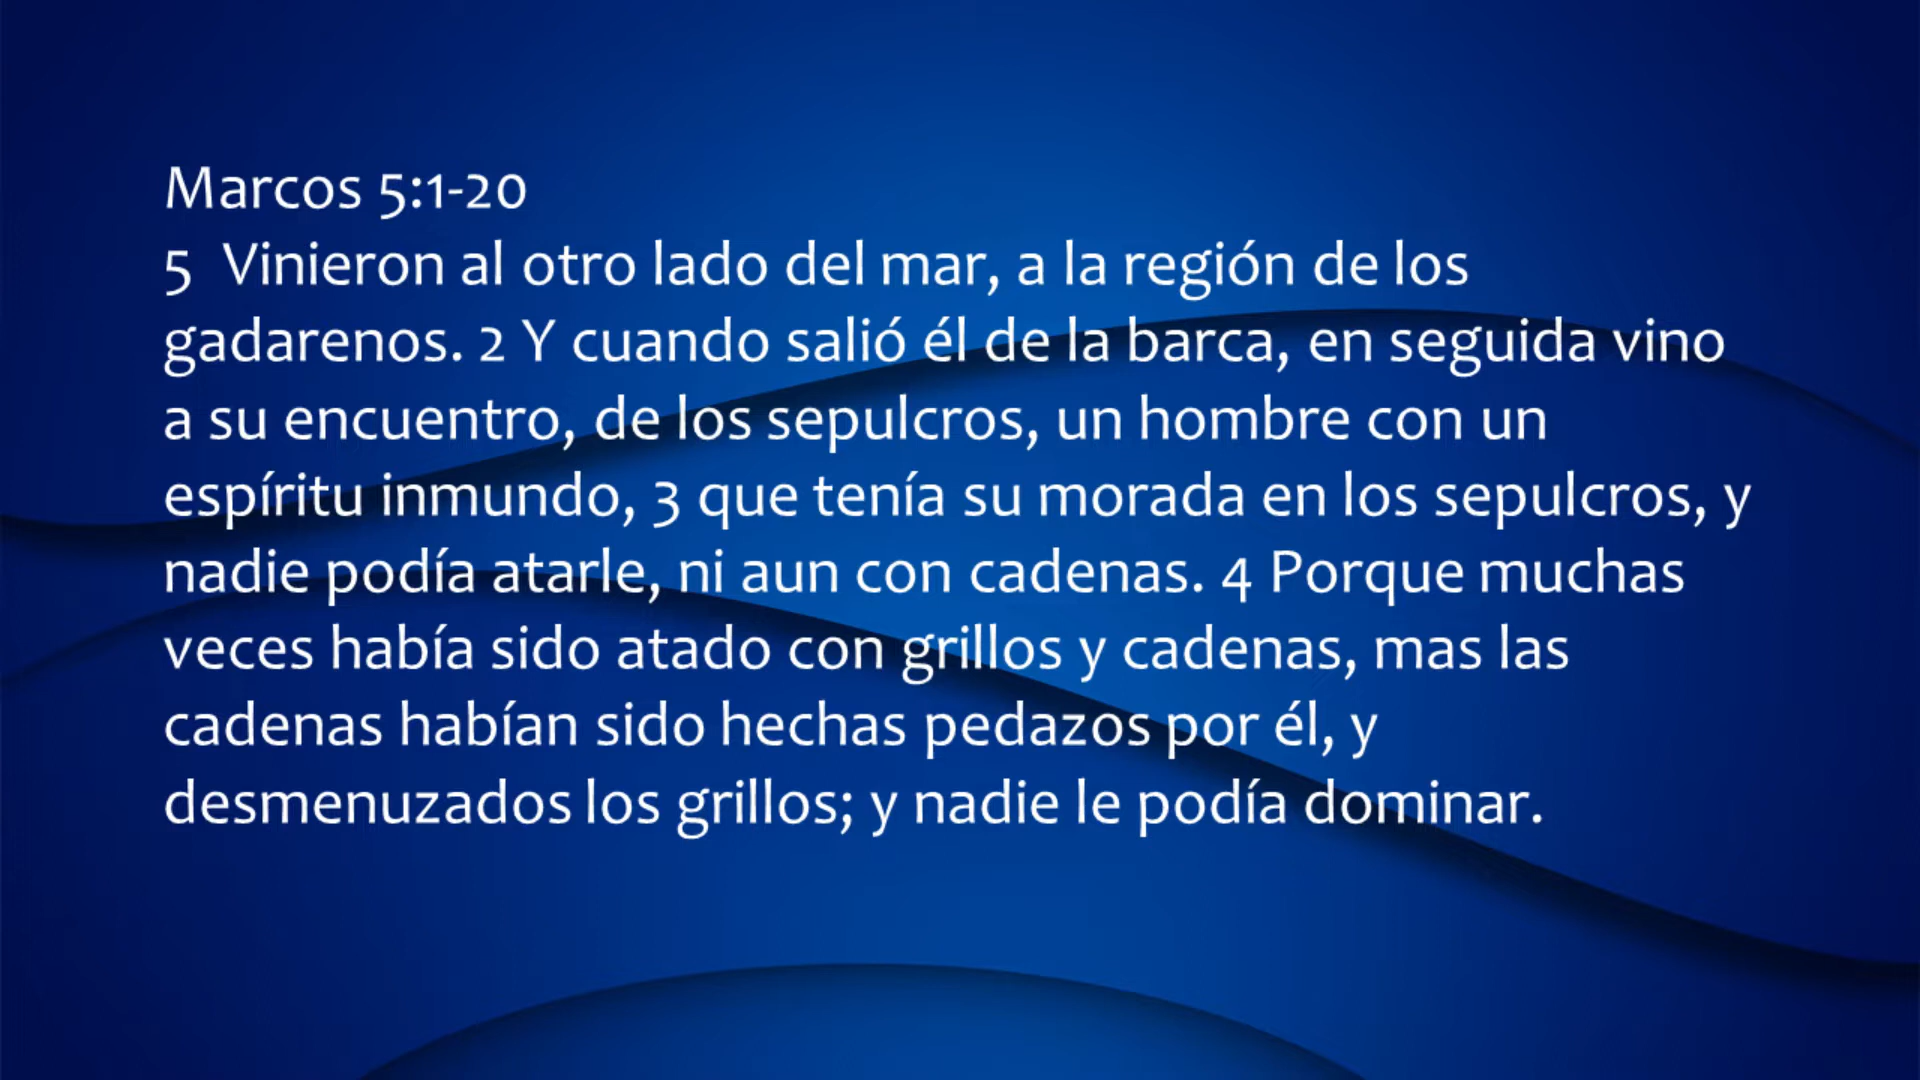 Marcos 5:1-20
5 Vinieron al otro lado del mar, a la región de los
gadarenos. 2 Y cuando salió él de la barca, en seguida vino
a su encuentro, de los sepulcros, un hombre con un
espíritu inmundo, 3 que tenía su morada en los sepulcros, y
nadie podía atarle, ni aun con cadenas. 4 Porque muchas
veces había sido atado con grillos y cadenas, mas las
cadenas habían sido hechas pedazos por él, y
desmenuzados los grillos; y nadie le podía dominar.